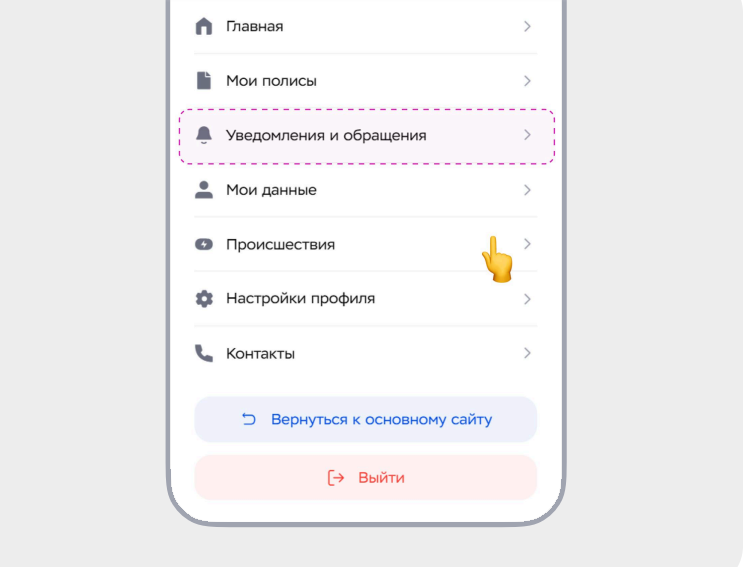 Главная
Мои полисы
Уведомления и обращения
Мои данные
Происшествия
Настройки профиля
Контакты
Вернуться к основному сайту
Выйти